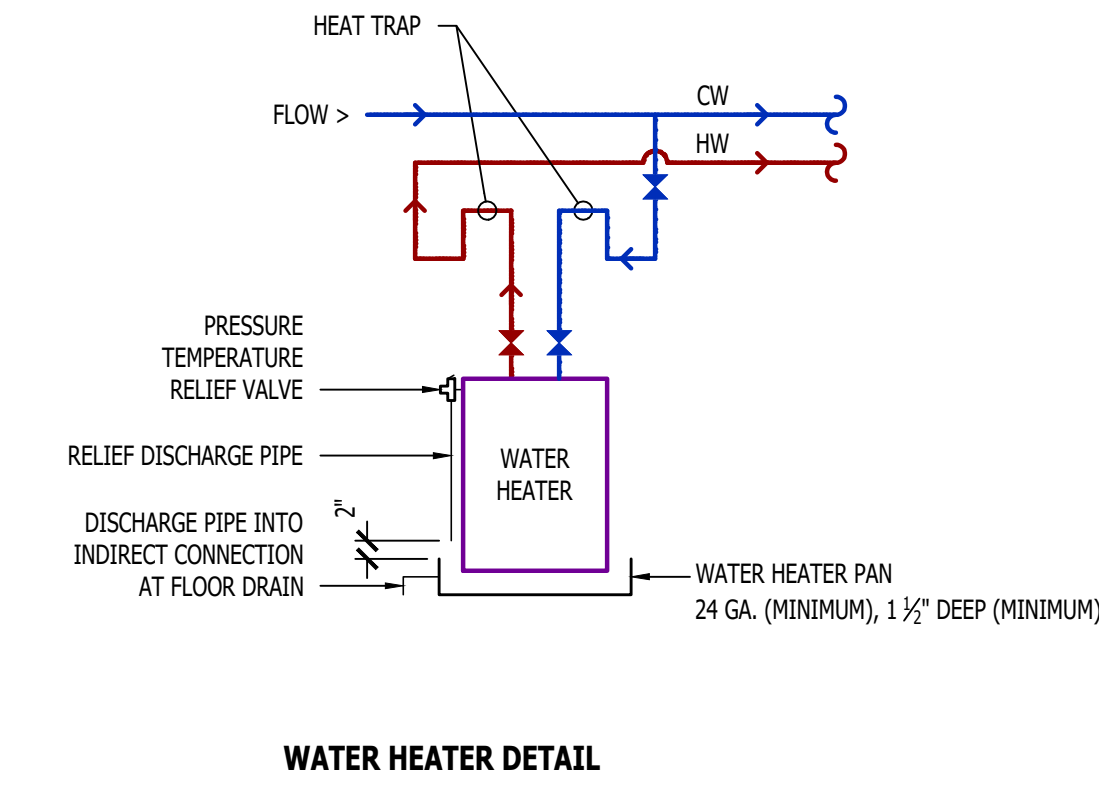 HEAT TRAP
FLOW >
CW
HW
PRESSURE
TEMPERATURE
RELIEF VALVE
RELIEF DISCHARGE PIPE
WATER
HEATER
2"
DISCHARGE PIPE INTO
INDIRECT CONNECTION
AT FLOOR DRAIN
WATER HEATER PAN
24 GA. (MINIMUM), 1 ½" DEEP (MINIMUM)
WATER HEATER DETAIL